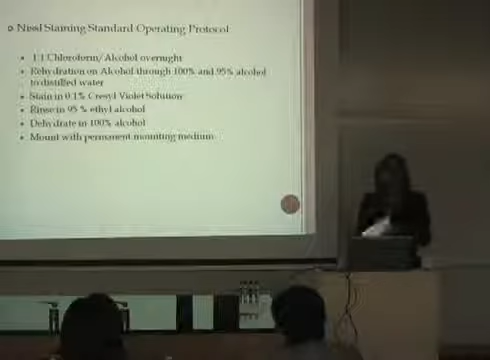 Nissl Staining Standard Operating Protocol
1:1 Chloroform/ Alcohol overnight
Rehydration on Alcohol through 100% and 95% alcohol
to distilled water
Stain in 0.1% Cresyl Violet Solution
Rinse in 95 % ethyl alcohol
Dehydrate in 100% alcohol
Mount with permanent mounting medium